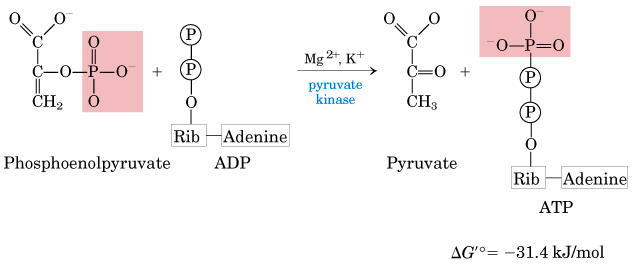 O O⁻
C O
C—O—P—O⁻
CH₂ O
Phosphoenolpyruvate
+
P
P
O
Rib—Adenine
ADP
Mg²⁺, K⁺
pyruvate
kinase
O O
C
C=O
CH₃
Pyruvate
+
O⁻
⁻O—P=O
P
P
O
Rib—Adenine
ATP
ΔG′°= −31.4 kJ/mol